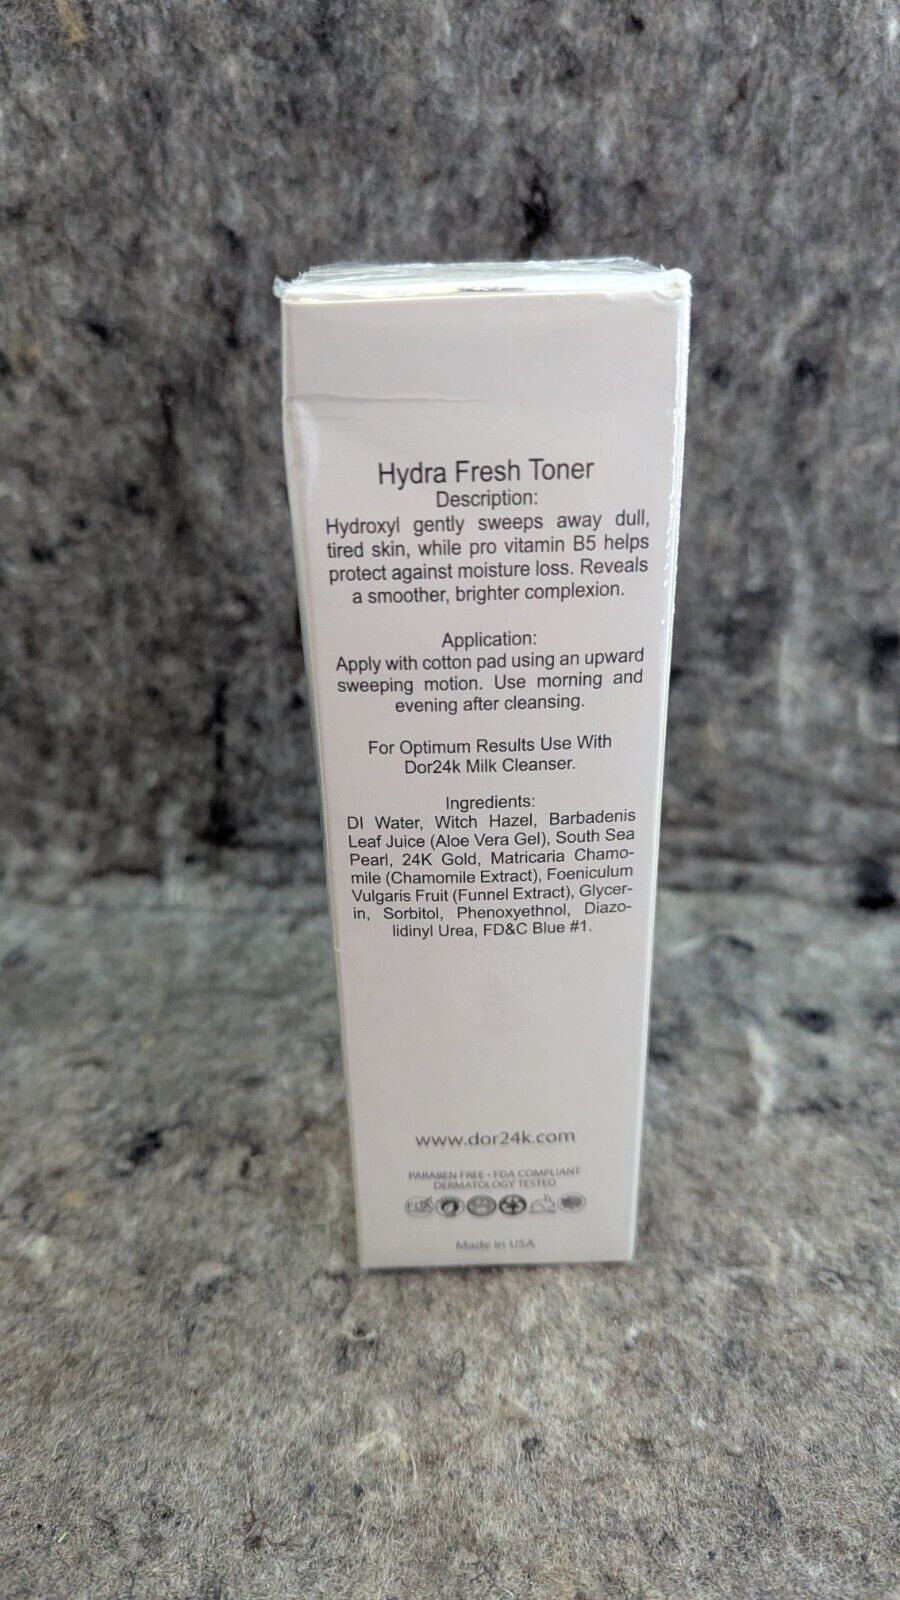 Hydra Fresh Toner
Description:
Hydroxyl gently sweeps away dull,
tired skin, while pro vitamin B5 helps
protect against moisture loss. Reveals
a smoother, brighter complexion.
Application:
Apply with cotton pad using an upward
sweeping motion. Use morning and
evening after cleansing.
For Optimum Results Use With
Dor24k Milk Cleanser.
Ingredients:
DI Water, Witch Hazel, Barbadenis
Leaf Juice (Aloe Vera Gel), South Sea
Pearl, 24K Gold, Matricaria Chamo-
mile (Chamomile Extract), Foeniculum
Vulgaris Fruit (Funnel Extract), Glycer-
in, Sorbitol, Phenoxyethnol, Diazo-
lidinyl Urea, FD&C Blue #1.
www.dor24k.com
PARABEN FREE - FDA COMPLIANT
DERMATOLOGY TESTED
FDA
Made in USA